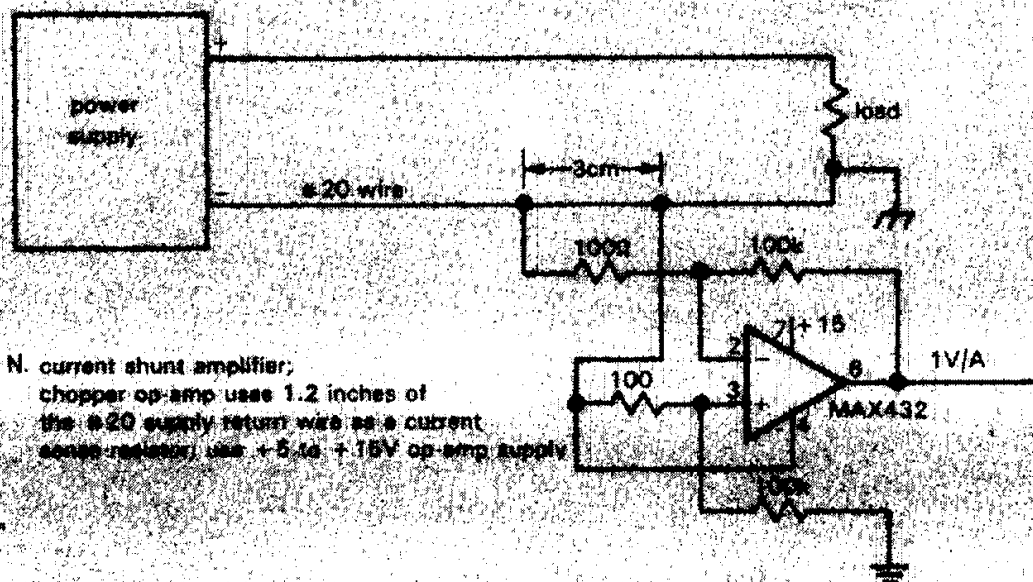 +
power
supply
load
-
#20 wire
3cm
100Ω
100k
7
+15
2
-
6
1V/A
100
3
+
MAX432
4
100k
N. current shunt amplifier;
chopper op-amp uses 1.2 inches of
the #20 supply return wire as a current
sense resistor; use +5 to +15V op-amp supply